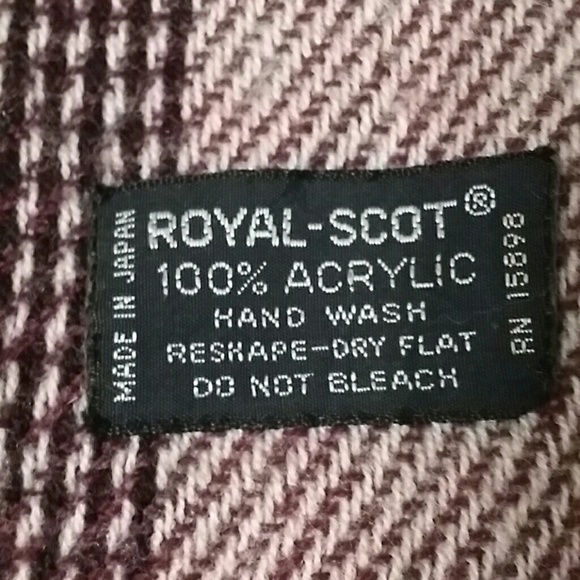 ROYAL-SCOT®
100% ACRYLIC
HAND WASH
RESHAPE-DRY FLAT
DO NOT BLEACH
MADE IN JAPAN
RN 15898